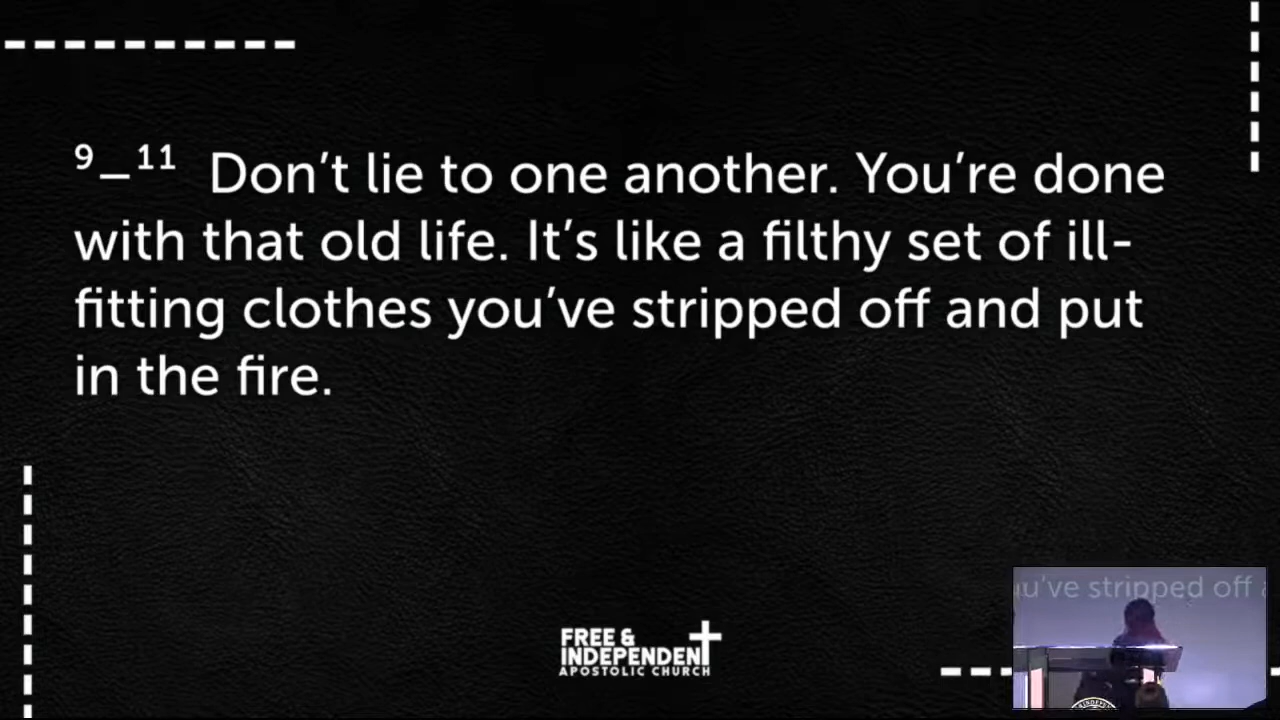 9–11 Don’t lie to one another. You’re done
with that old life. It’s like a filthy set of ill-
fitting clothes you’ve stripped off and put
in the fire.
u’ve stripped off
FREE &
INDEPENDENT
APOSTOLIC CHURCH